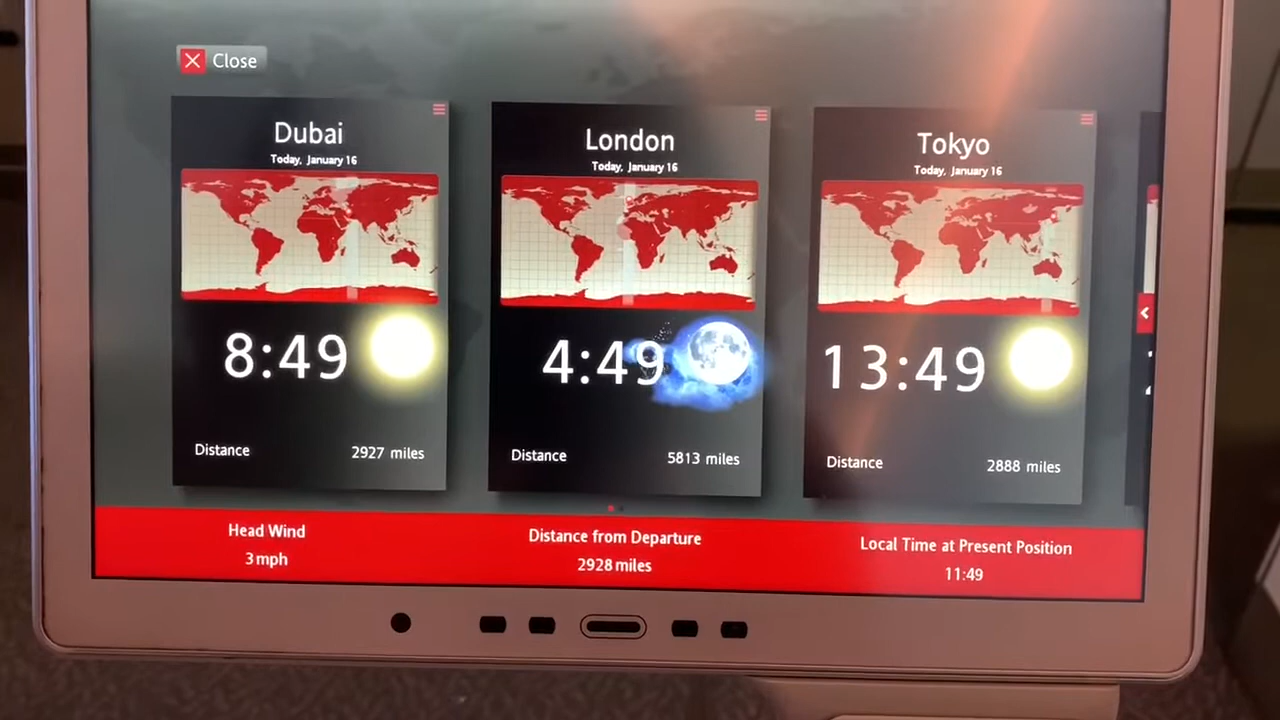 Close
Dubai
Today, January 16
8:49
Distance 2927 miles
London
Today, January 16
4:49
Distance 5813 miles
Tokyo
Today, January 16
13:49
Distance 2888 miles
Head Wind
3 mph
Distance from Departure
2928 miles
Local Time at Present Position
11:49